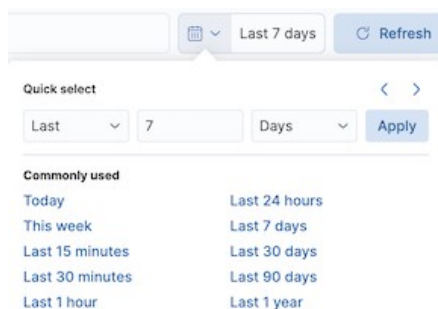 Last 7 days Refresh
Quick select
Last 7 Days Apply
Commonly used
Today Last 24 hours
This week Last 7 days
Last 15 minutes Last 30 days
Last 30 minutes Last 90 days
Last 1 hour Last 1 year